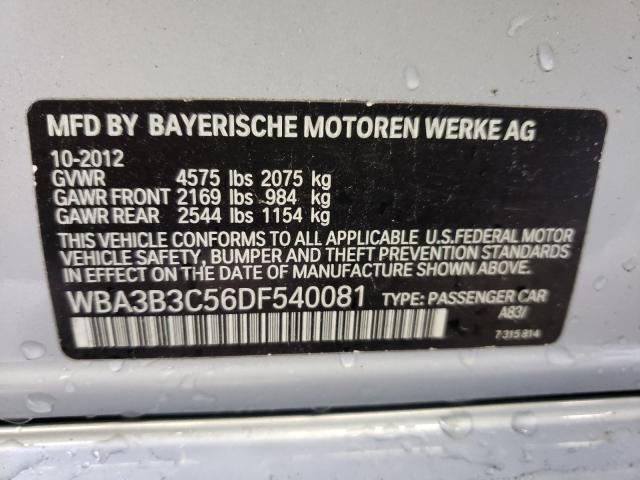 MFD BY BAYERISCHE MOTOREN WERKE AG
10-2012
GVWR 4575 lbs 2075 kg
GAWR FRONT 2169 lbs 984 kg
GAWR REAR 2544 lbs 1154 kg
THIS VEHICLE CONFORMS TO ALL APPLICABLE U.S.FEDERAL MOTOR
VEHICLE SAFETY, BUMPER AND THEFT PREVENTION STANDARDS
IN EFFECT ON THE DATE OF MANUFACTURE SHOWN ABOVE.
WBA3B3C56DF540081 TYPE: PASSENGER CAR
A83/
7 315 814